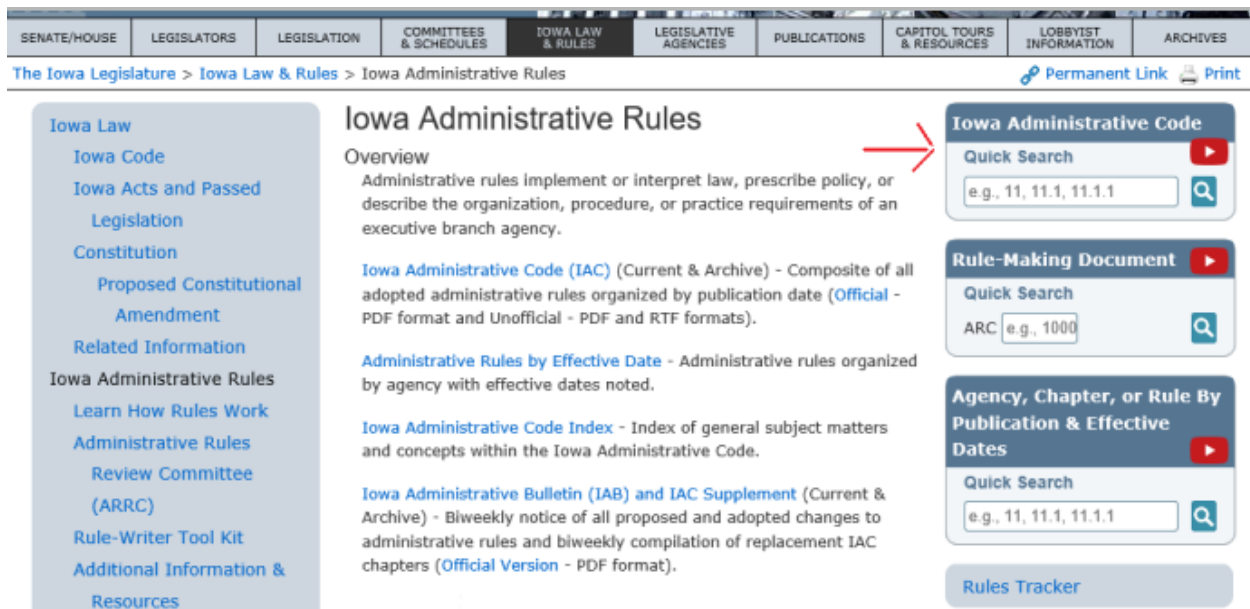 SENATE/HOUSE
LEGISLATORS
LEGISLATION
COMMITTEES
& SCHEDULES
IOWA LAW
& RULES
LEGISLATIVE
AGENCIES
PUBLICATIONS
CAPITOL TOURS
& RESOURCES
LOBBYIST
INFORMATION
ARCHIVES
The Iowa Legislature > Iowa Law & Rules > Iowa Administrative Rules
Permanent Link
Print
Iowa Law
Iowa Code
Iowa Acts and Passed
Legislation
Constitution
Proposed Constitutional
Amendment
Related Information
Iowa Administrative Rules
Learn How Rules Work
Administrative Rules
Review Committee
(ARRC)
Rule-Writer Tool Kit
Additional Information &
Resources
Iowa Administrative Rules
Overview
Administrative rules implement or interpret law, prescribe policy, or
describe the organization, procedure, or practice requirements of an
executive branch agency.
Iowa Administrative Code (IAC) (Current & Archive) - Composite of all
adopted administrative rules organized by publication date (Official -
PDF format and Unofficial - PDF and RTF formats).
Administrative Rules by Effective Date - Administrative rules organized
by agency with effective dates noted.
Iowa Administrative Code Index - Index of general subject matters
and concepts within the Iowa Administrative Code.
Iowa Administrative Bulletin (IAB) and IAC Supplement (Current &
Archive) - Biweekly notice of all proposed and adopted changes to
administrative rules and biweekly compilation of replacement IAC
chapters (Official Version - PDF format).
Iowa Administrative Code
Quick Search
e.g., 11, 11.1, 11.1.1
Rule-Making Document
Quick Search
ARC e.g., 1000
Agency, Chapter, or Rule By
Publication & Effective
Dates
Quick Search
e.g., 11, 11.1, 11.1.1
Rules Tracker